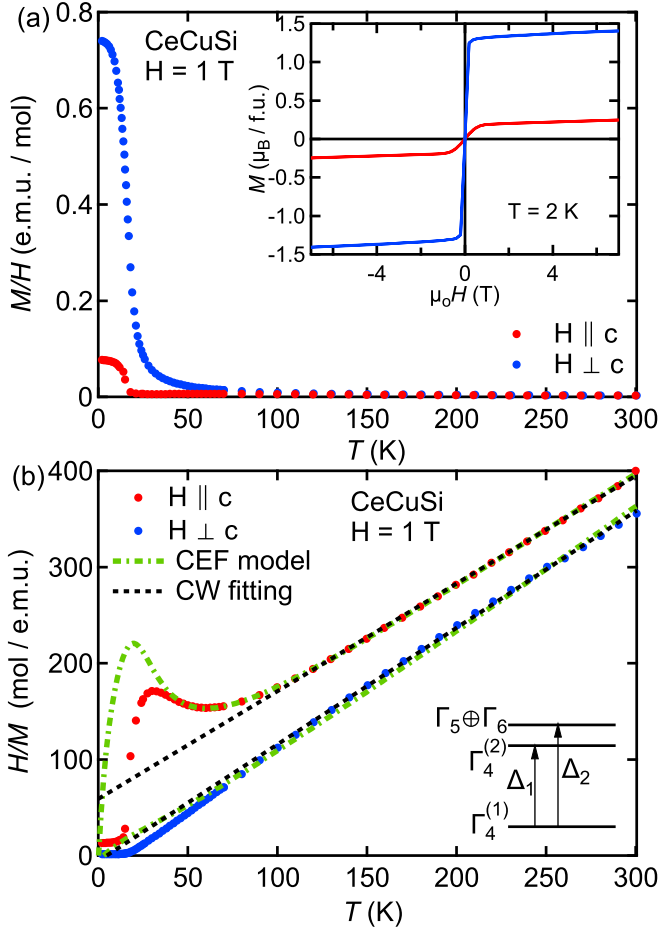 (a)
0.8
0.6
0.4
0.2
0
M/H (e.m.u. / mol)
CeCuSi
H = 1 T
1.5
1.0
0.5
0
-0.5
-1.0
-1.5
M (μB / f.u.)
T = 2 K
-4 0 4
μoH (T)
H || c
H ⊥ c
0 50 100 150 200 250 300
T (K)
(b)
400
300
200
100
0
H/M (mol / e.m.u.)
H || c
H ⊥ c
CEF model
CW fitting
CeCuSi
H = 1 T
Γ5⊕Γ6
Γ4(2)
Δ1 Δ2
Γ4(1)
0 50 100 150 200 250 300
T (K)